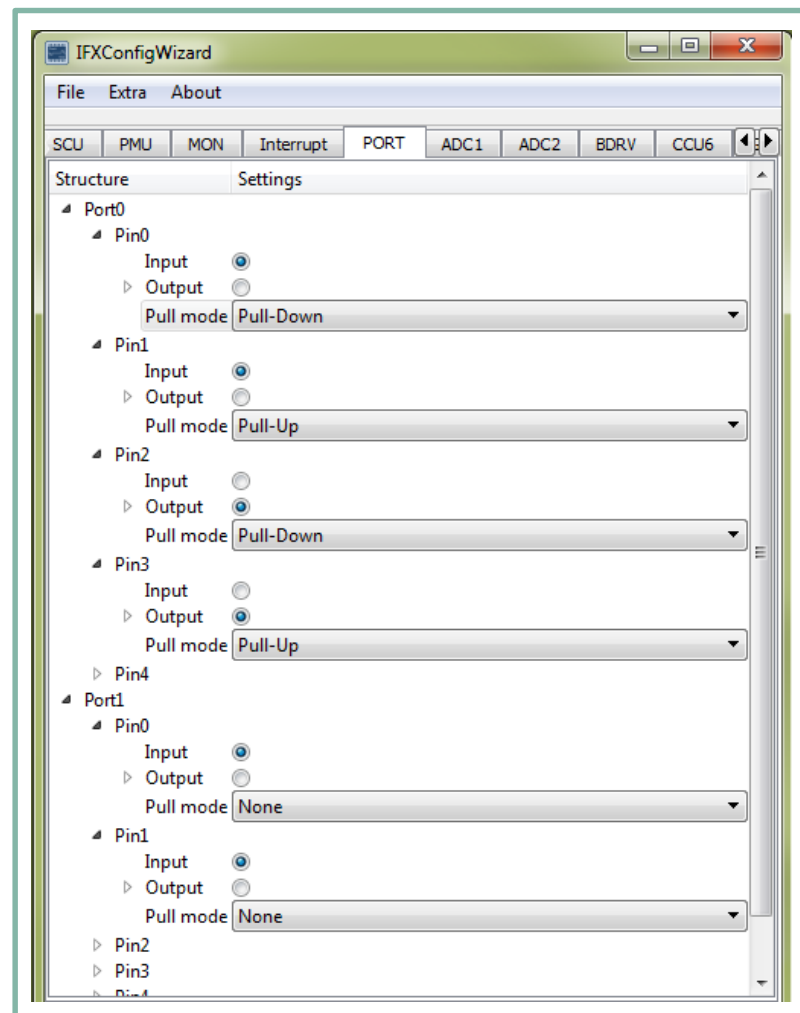 IFXConfigWizard
File Extra About
SCU PMU MON Interrupt PORT ADC1 ADC2 BDRV CCU6
Structure Settings
Port0
Pin0
Input
Output
Pull mode Pull-Down
Pin1
Input
Output
Pull mode Pull-Up
Pin2
Input
Output
Pull mode Pull-Down
Pin3
Input
Output
Pull mode Pull-Up
Pin4
Port1
Pin0
Input
Output
Pull mode None
Pin1
Input
Output
Pull mode None
Pin2
Pin3
Pin4